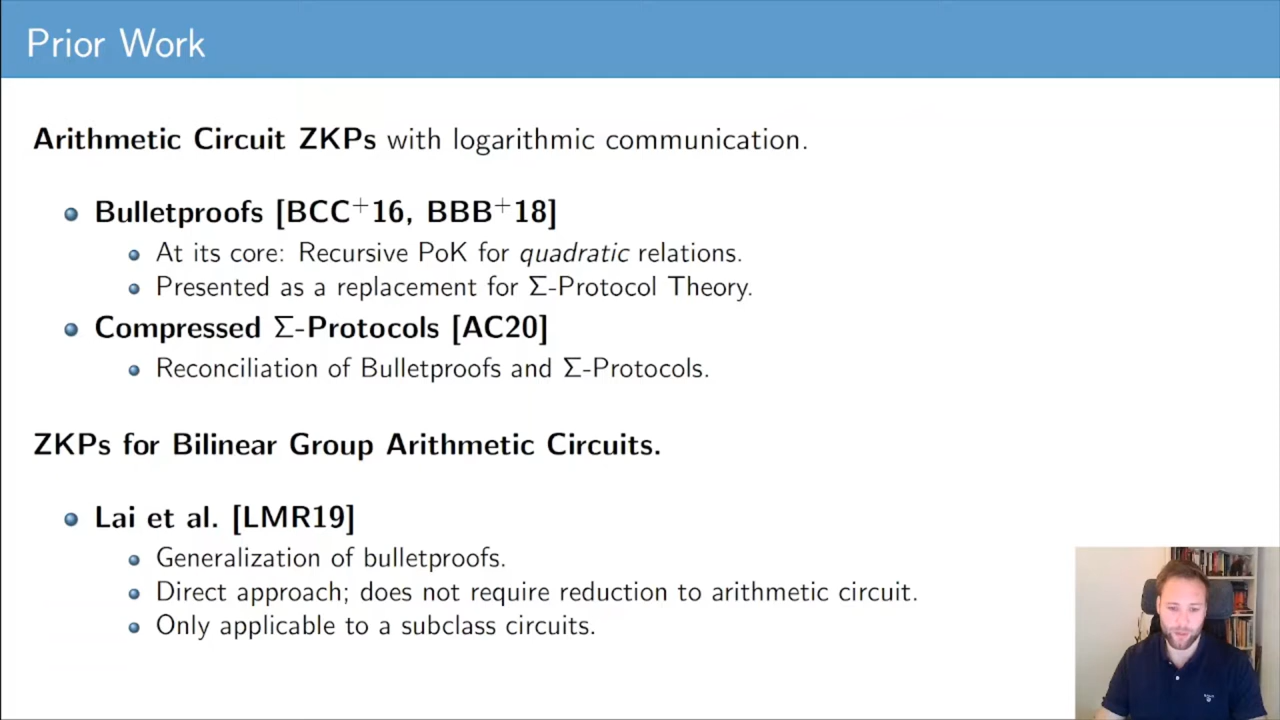 Prior Work
Arithmetic Circuit ZKPs with logarithmic communication.
Bulletproofs [BCC+16, BBB+18]
At its core: Recursive PoK for quadratic relations.
Presented as a replacement for Σ-Protocol Theory.
Compressed Σ-Protocols [AC20]
Reconciliation of Bulletproofs and Σ-Protocols.
ZKPs for Bilinear Group Arithmetic Circuits.
Lai et al. [LMR19]
Generalization of bulletproofs.
Direct approach; does not require reduction to arithmetic circuit.
Only applicable to a subclass circuits.